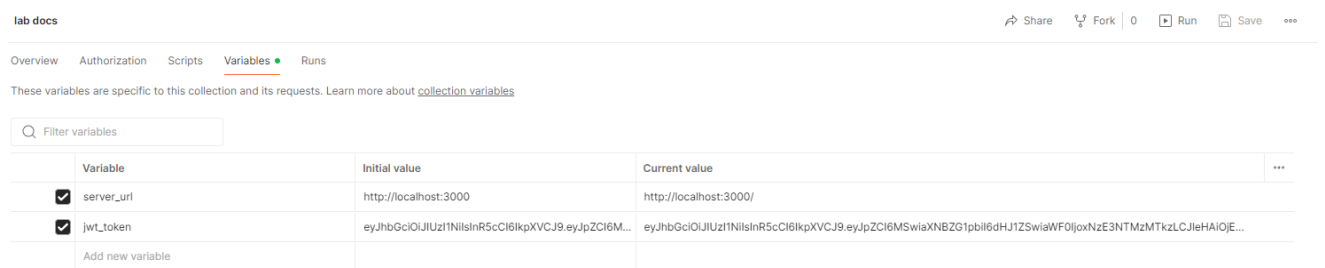 lab docs
Share Fork 0 Run Save
Overview Authorization Scripts Variables Runs
These variables are specific to this collection and its requests. Learn more about collection variables
Filter variables
Variable Initial value Current value
server_url http://localhost:3000 http://localhost:3000/
jwt_token eyJhbGciOiJIUzI1NiIsInR5cCI6IkpXVCJ9.eyJpZCI6M... eyJhbGciOiJIUzI1NiIsInR5cCI6IkpXVCJ9.eyJpZCI6MSwiaXNBZG1pbiI6dHJ1ZSwiaWF0IjoxNzE3NTMzMTkzLCJleHAiOjE...
Add new variable